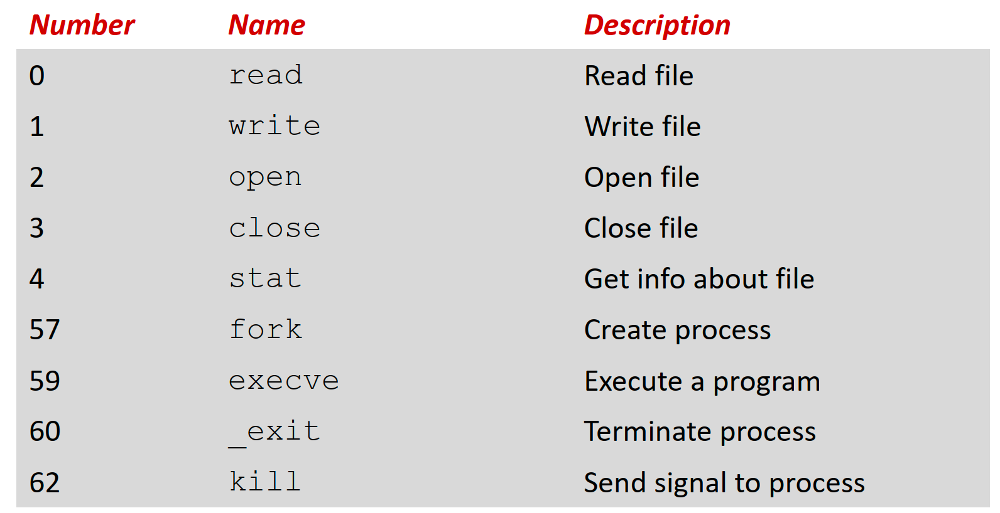 Number Name Description
0 read Read file
1 write Write file
2 open Open file
3 close Close file
4 stat Get info about file
57 fork Create process
59 execve Execute a program
60 _exit Terminate process
62 kill Send signal to process